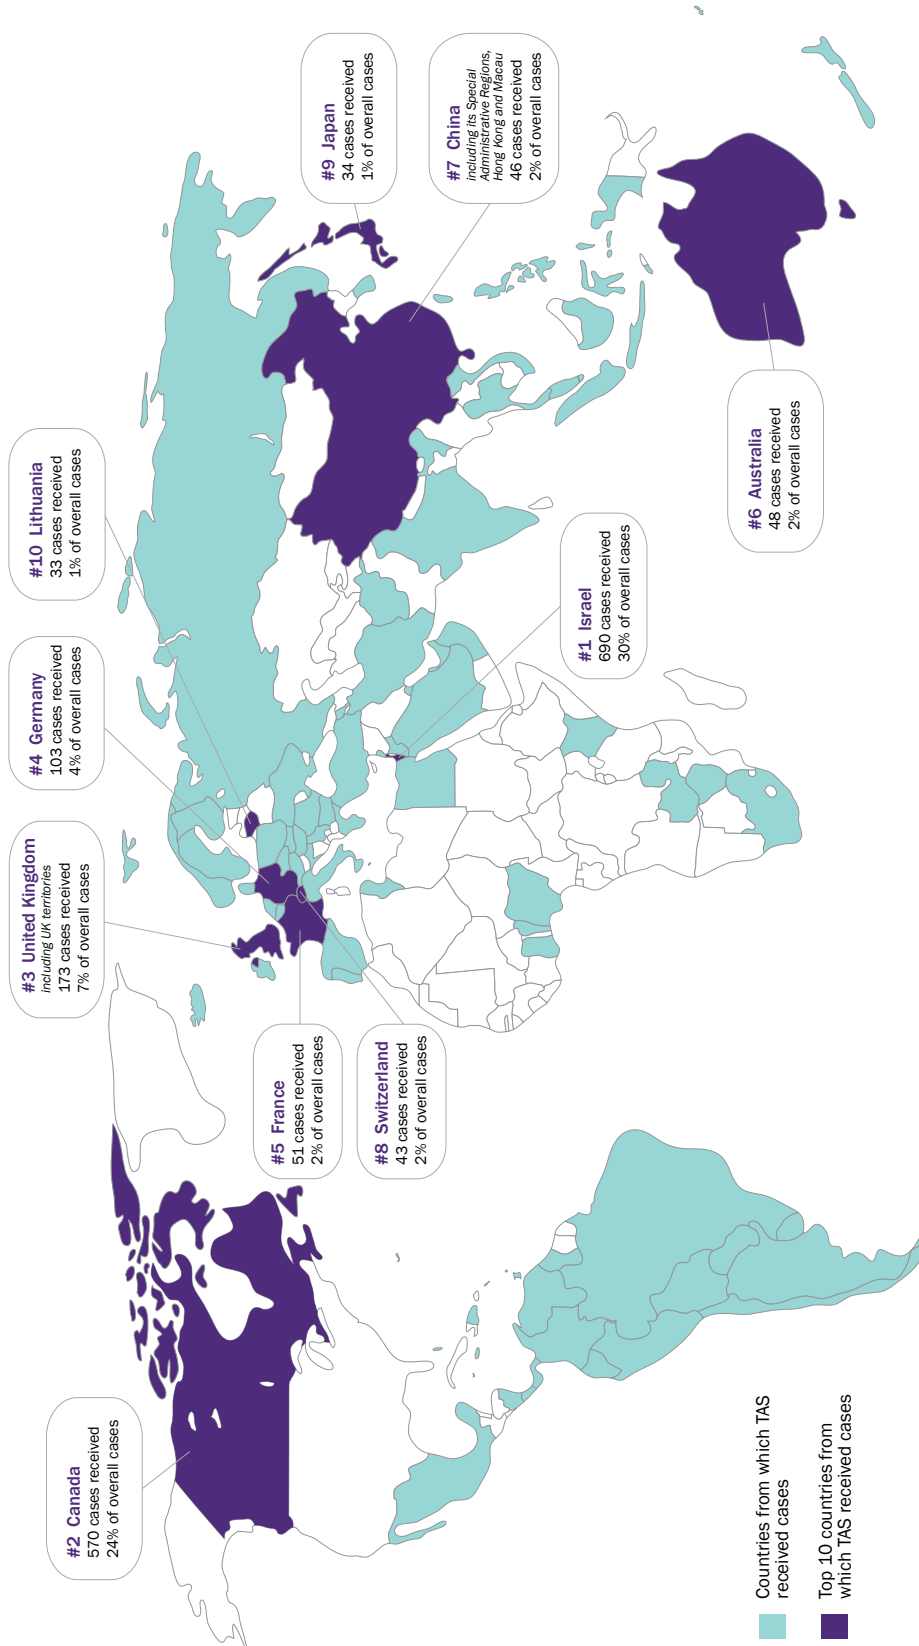 #2 Canada
570 cases received
24% of overall cases
#3 United Kingdom
including UK territories
173 cases received
7% of overall cases
#4 Germany
103 cases received
4% of overall cases
#10 Lithuania
33 cases received
1% of overall cases
#9 Japan
34 cases received
1% of overall cases
#7 China
including its Special
Administrative Regions,
Hong Kong and Macau
46 cases received
2% of overall cases
#5 France
51 cases received
2% of overall cases
#8 Switzerland
43 cases received
2% of overall cases
#1 Israel
690 cases received
30% of overall cases
#6 Australia
48 cases received
2% of overall cases
Countries from which TAS
received cases
Top 10 countries from
which TAS received cases